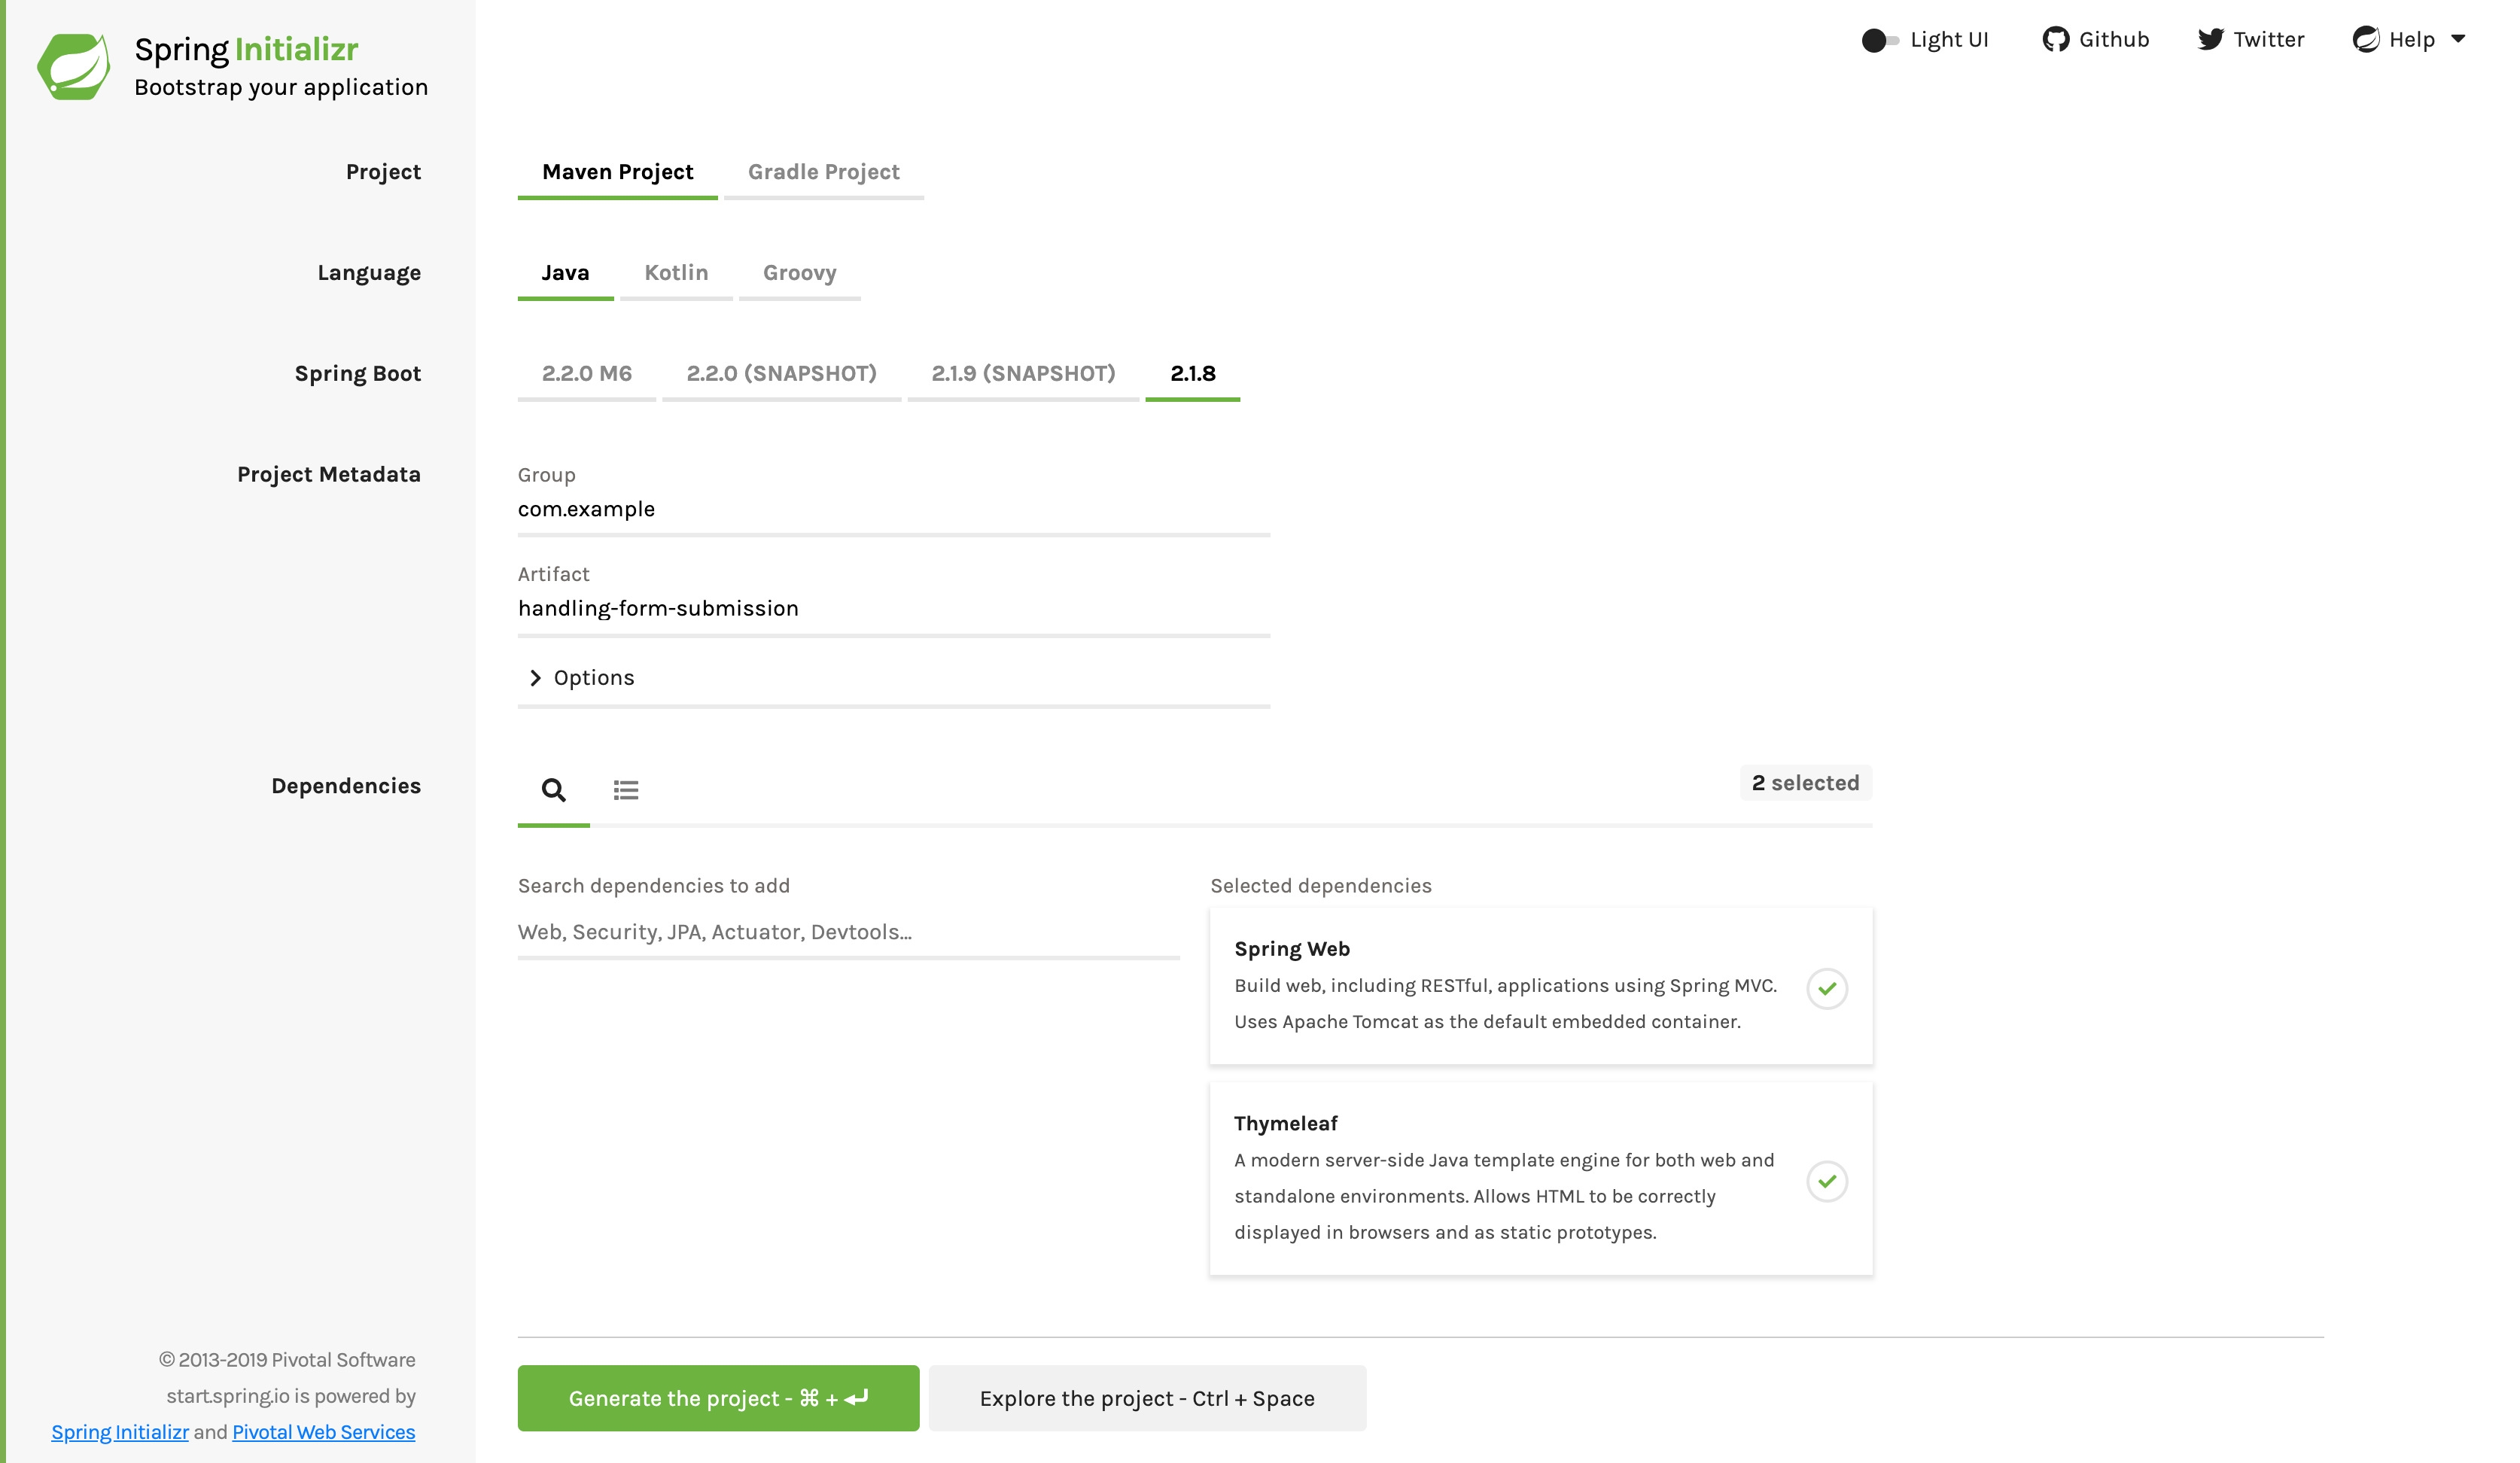 Spring Initializr
Bootstrap your application
Light UI
Github
Twitter
Help
Project
Maven Project
Gradle Project
Language
Java
Kotlin
Groovy
Spring Boot
2.2.0 M6
2.2.0 (SNAPSHOT)
2.1.9 (SNAPSHOT)
2.1.8
Project Metadata
Group
com.example
Artifact
handling-form-submission
Options
Dependencies
2 selected
Search dependencies to add
Web, Security, JPA, Actuator, Devtools...
Selected dependencies
Spring Web
Build web, including RESTful, applications using Spring MVC.
Uses Apache Tomcat as the default embedded container.
Thymeleaf
A modern server-side Java template engine for both web and
standalone environments. Allows HTML to be correctly
displayed in browsers and as static prototypes.
© 2013-2019 Pivotal Software
start.spring.io is powered by
Spring Initializr and Pivotal Web Services
Generate the project - ⌘ + ↵
Explore the project - Ctrl + Space